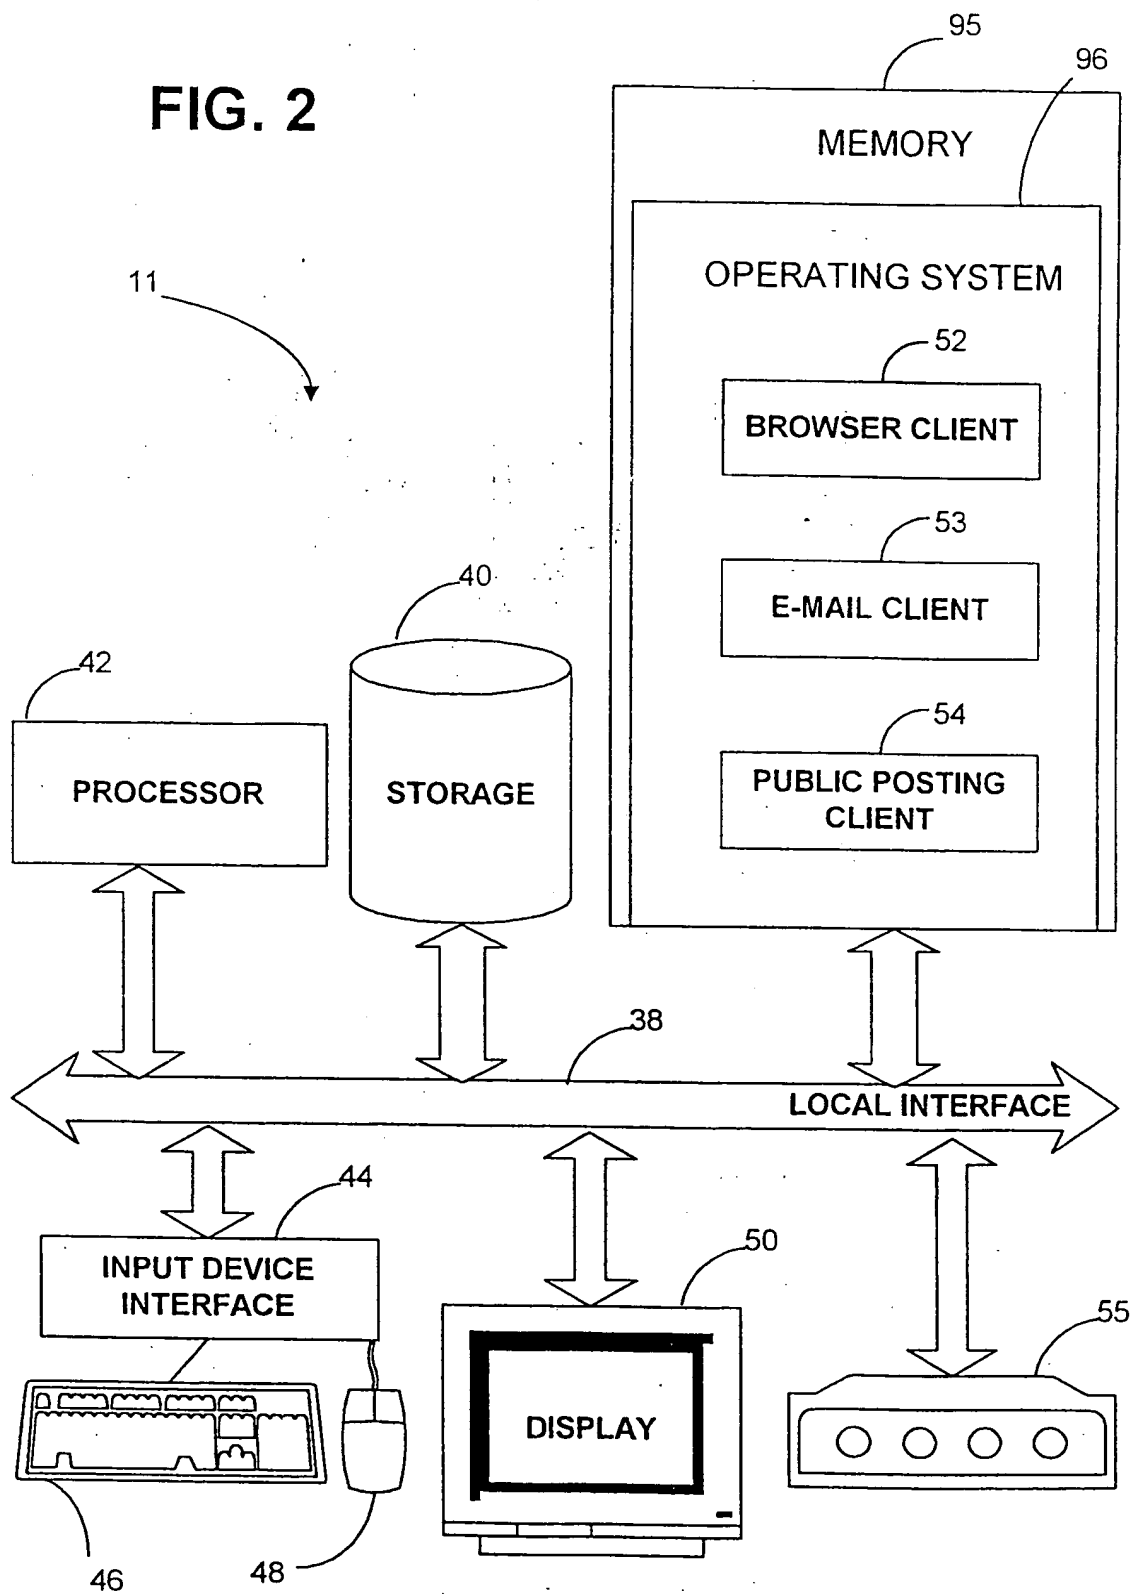 95
96
FIG. 2
MEMORY
OPERATING SYSTEM
11
52
BROWSER CLIENT
53
E-MAIL CLIENT
40
42
54
PROCESSOR
STORAGE
PUBLIC POSTING
CLIENT
38
LOCAL INTERFACE
44
50
INPUT DEVICE
INTERFACE
55
DISPLAY
46
48